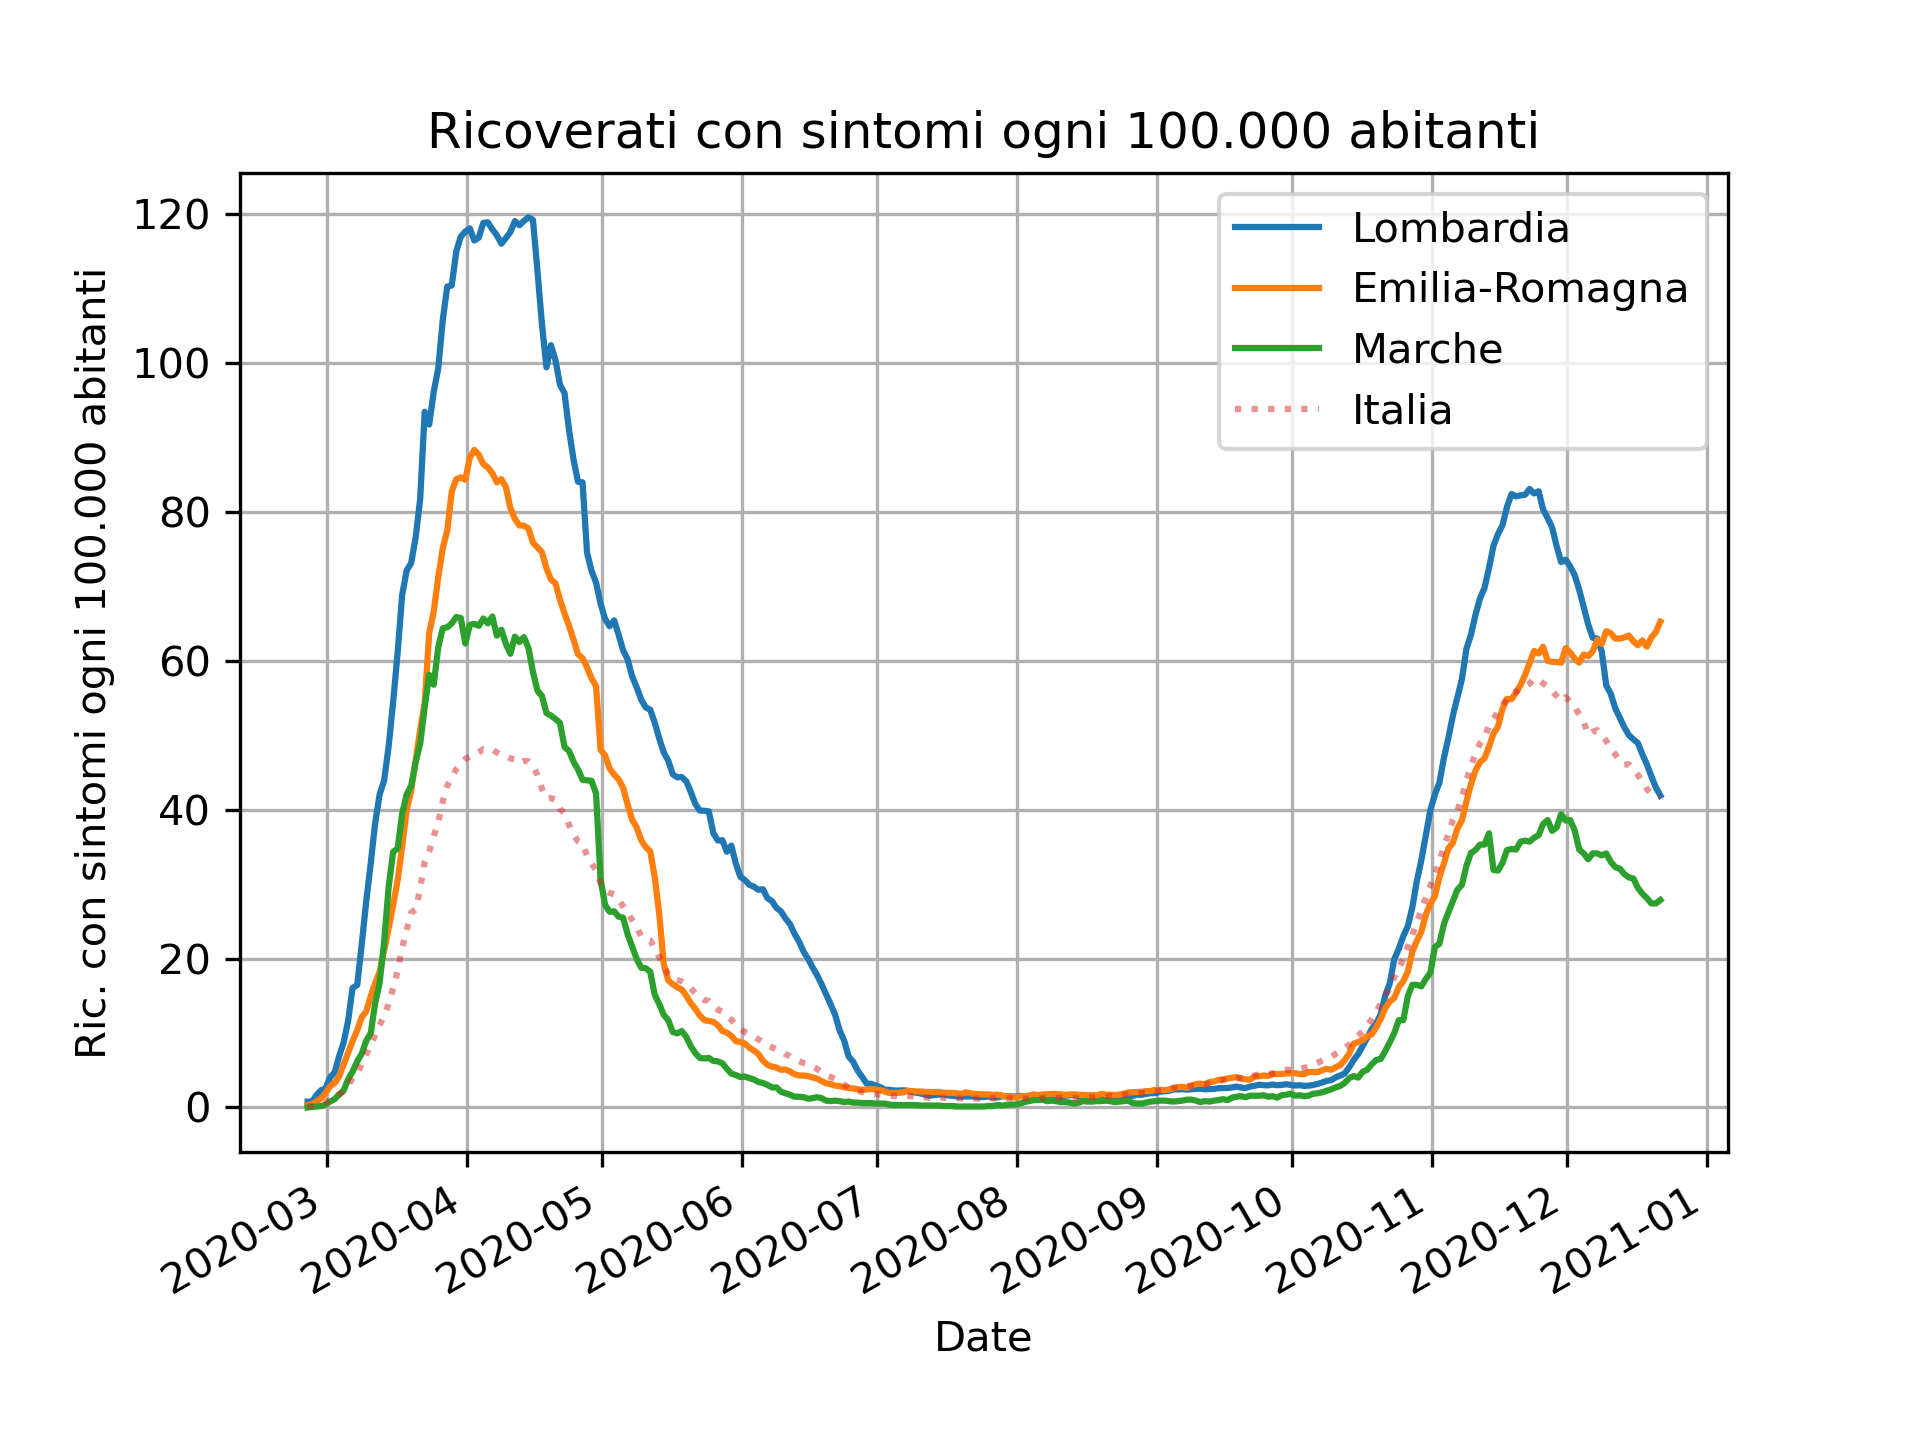 Ricoverati con sintomi ogni 100.000 abitanti
Ric. con sintomi ogni 100.000 abitanti
120
100
80
60
40
20
0
Lombardia
Emilia-Romagna
Marche
Italia
2020-03
2020-04
2020-05
2020-06
2020-07
2020-08
2020-09
2020-10
2020-11
2020-12
2021-01
Date